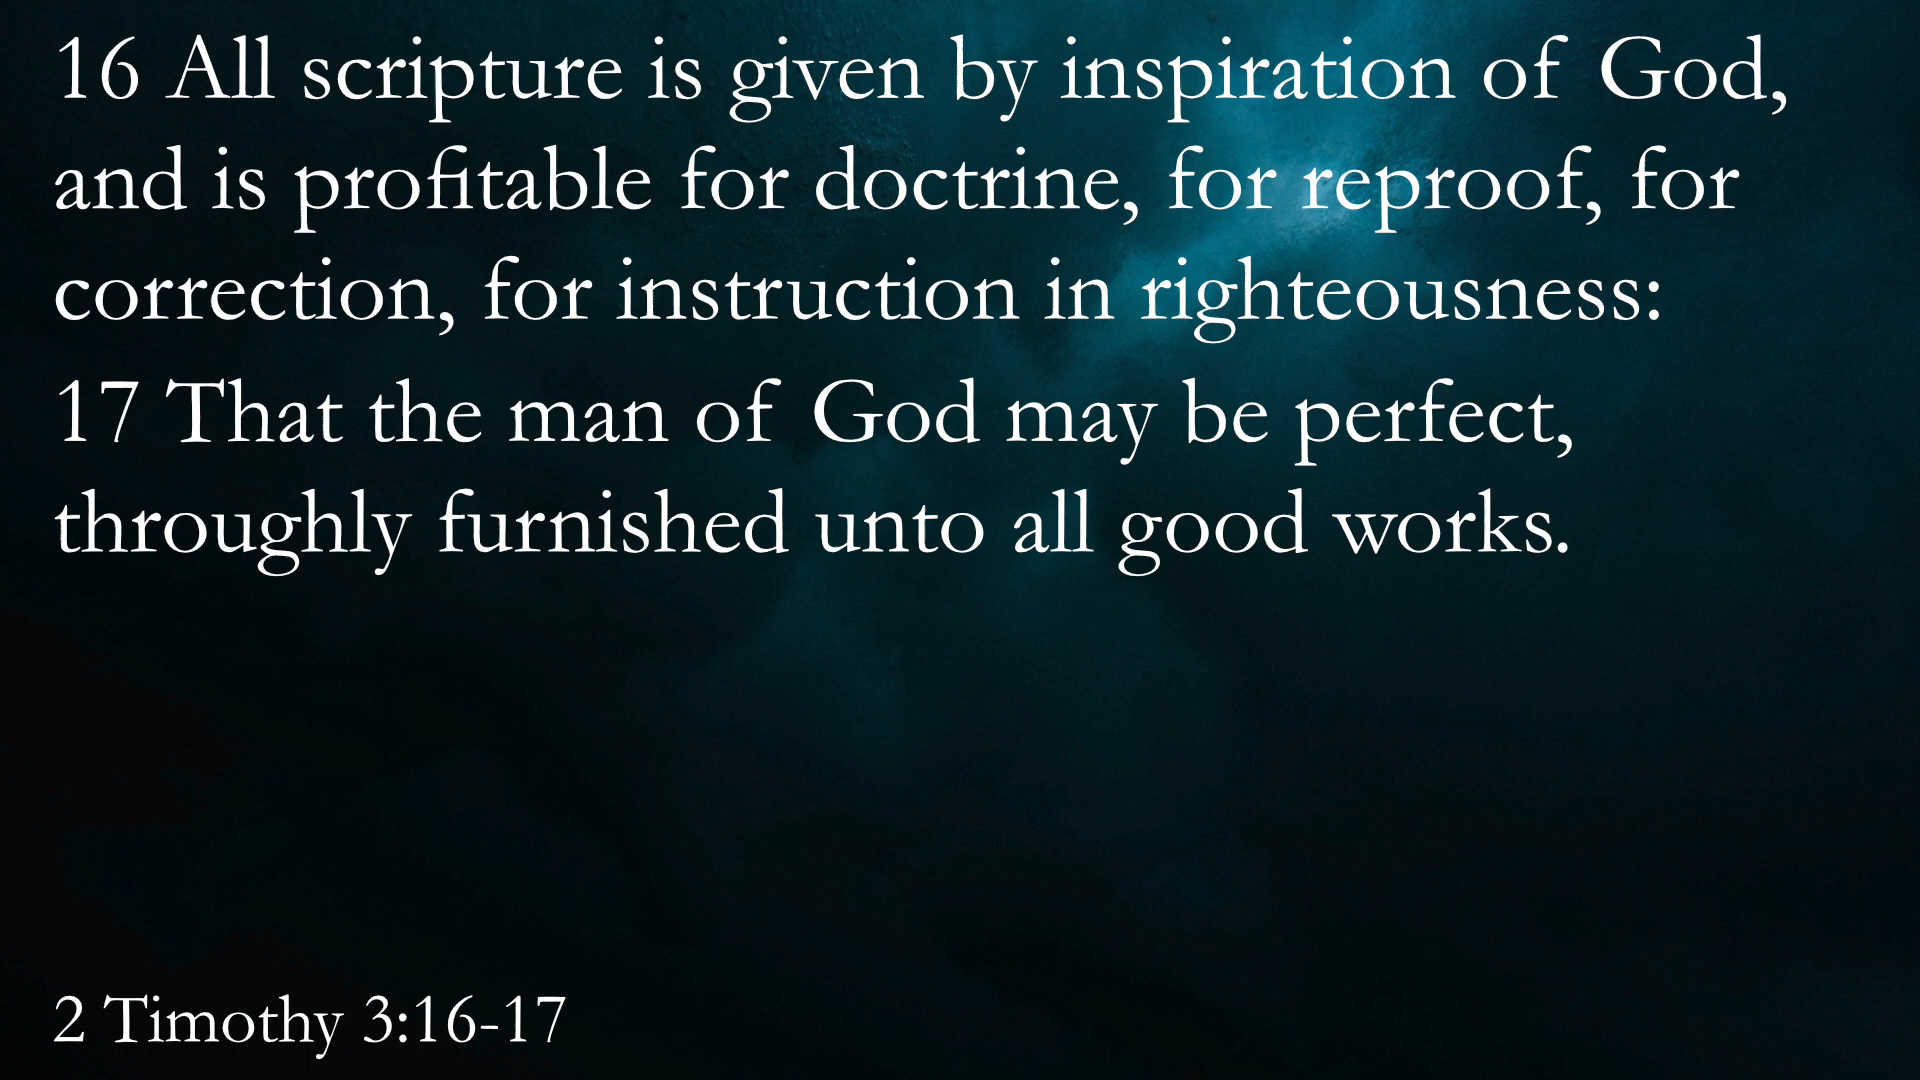 16 All scripture is given by inspiration of God,
and is profitable for doctrine, for reproof, for
correction, for instruction in righteousness:
17 That the man of God may be perfect,
throughly furnished unto all good works.
2 Timothy 3:16-17